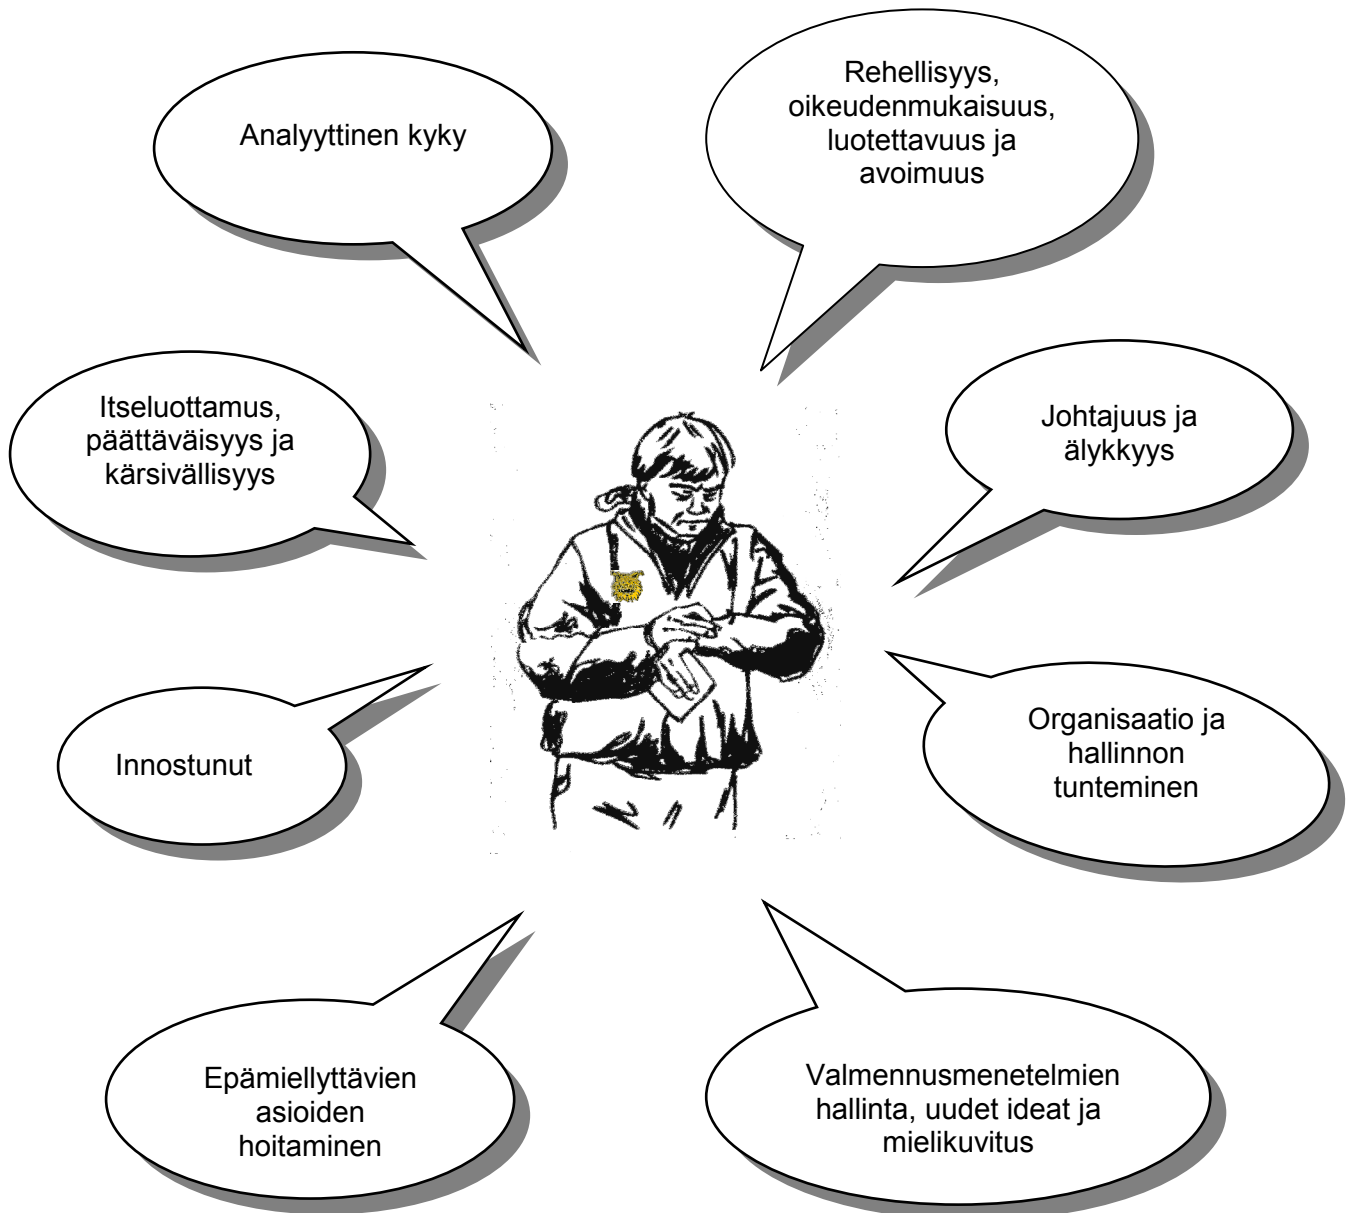 Analyyttinen kyky
Rehellisyys,
oikeudenmukaisuus,
luotettavuus ja
avoimuus
Itseluottamus,
päättäväisyys ja
kärsivällisyys
Johtajuus ja
älykkyys
Innostunut
Organisaatio ja
hallinnon
tunteminen
Epämiellyttävien
asioiden
hoitaminen
Valmennusmenetelmien
hallinta, uudet ideat ja
mielikuvitus